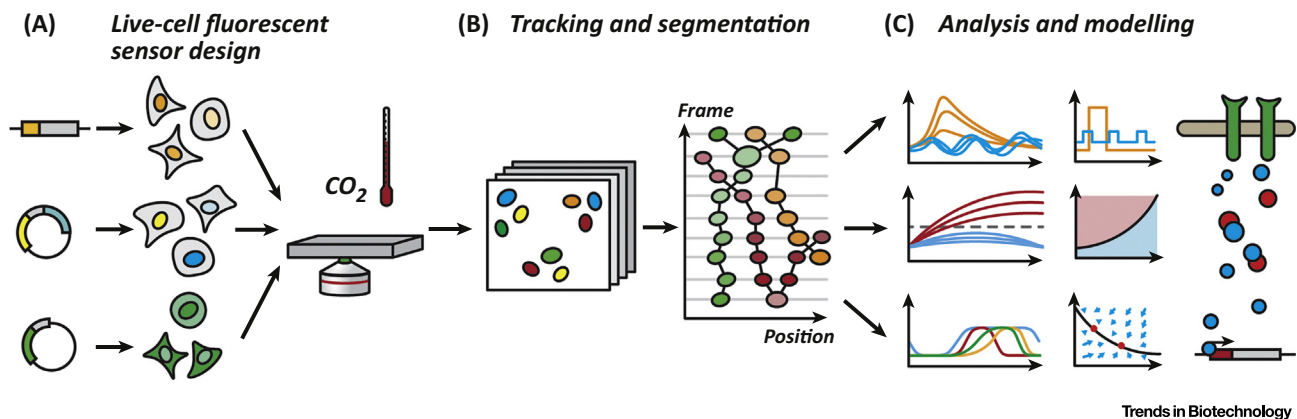 (A) Live-cell fluorescent
sensor design
(B) Tracking and segmentation
(C) Analysis and modelling
CO2
Frame
Position
Trends in Biotechnology